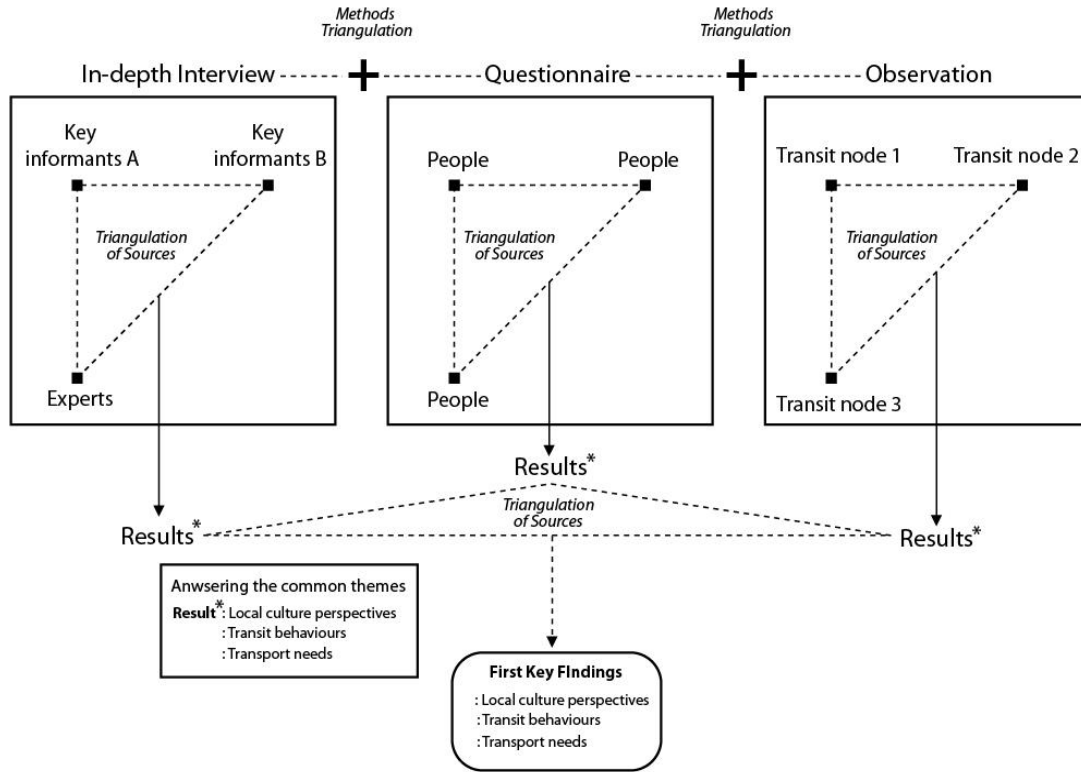 Methods
Triangulation
Methods
Triangulation
In-depth Interview
Questionnaire
Observation
Key
informants A
Key
informants B
Triangulation
of Sources
Experts
People
People
Triangulation
of Sources
People
Transit node 1
Transit node 2
Triangulation
of Sources
Transit node 3
Results*
Triangulation
of Sources
Results*
Results*
Anwsering the common themes
Result* : Local culture perspectives
: Transit behaviours
: Transport needs
First Key FIndings
: Local culture perspectives
: Transit behaviours
: Transport needs